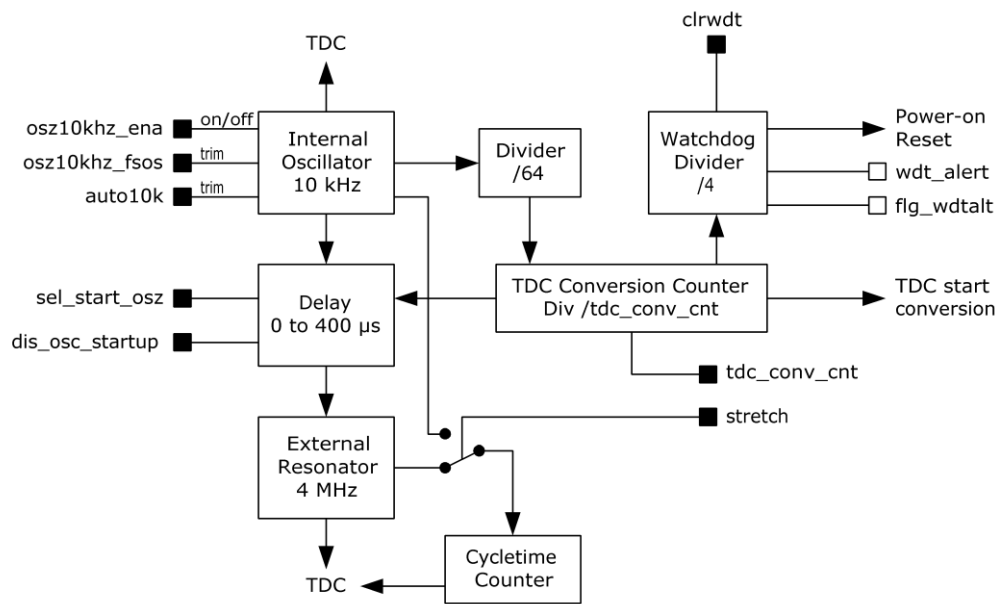 clrwdt
TDC
osz10khz_ena
on/off
osz10khz_fsos
trim
auto10k
trim
Internal
Oscillator
10 kHz
Divider
/64
Watchdog
Divider
/4
Power-on
Reset
wdt_alert
flg_wdtalt
sel_start_osz
dis_osc_startup
Delay
0 to 400 µs
TDC Conversion Counter
Div /tdc_conv_cnt
TDC start
conversion
tdc_conv_cnt
stretch
External
Resonator
4 MHz
Cycletime
Counter
TDC